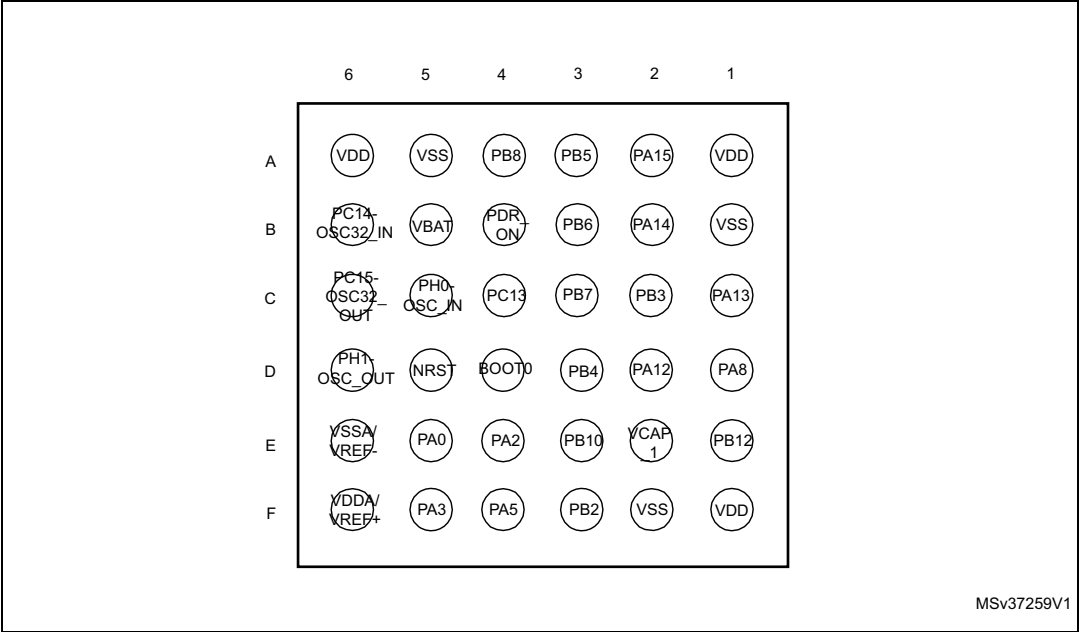 6 5 4 3 2 1
A VDD VSS PB8 PB5 PA15 VDD
B PC14-
OSC32_IN VBAT PDR_
ON PB6 PA14 VSS
C PC15-
OSC32_
OUT PH0-
OSC_IN PC13 PB7 PB3 PA13
D PH1-
OSC_OUT NRST BOOT0 PB4 PA12 PA8
E VSSA/
VREF- PA0 PA2 PB10 VCAP
_1 PB12
F VDDA/
VREF+ PA3 PA5 PB2 VSS VDD
MSv37259V1